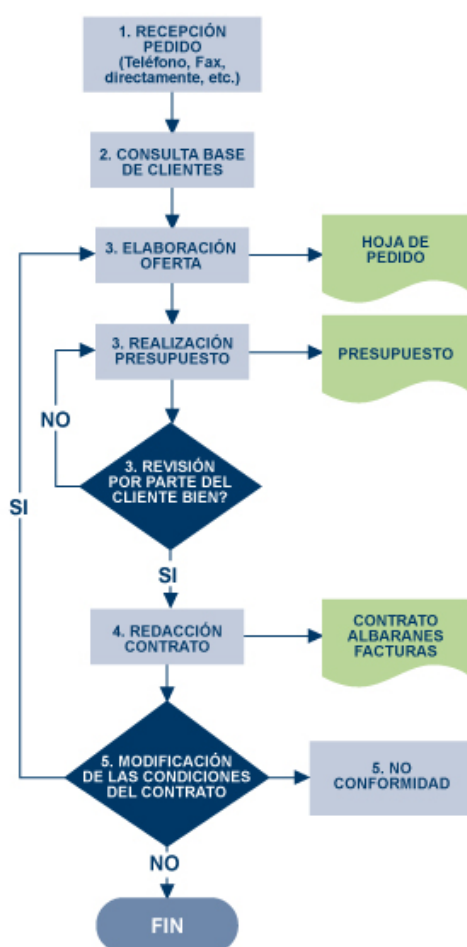 1. RECEPCIÓN
PEDIDO
(Teléfono, Fax,
directamente, etc.)
2. CONSULTA BASE
DE CLIENTES
3. ELABORACIÓN
OFERTA
HOJA DE
PEDIDO
3. REALIZACIÓN
PRESUPUESTO
PRESUPUESTO
NO
3. REVISIÓN
POR PARTE DEL
CLIENTE BIEN?
SI
SI
4. REDACCIÓN
CONTRATO
CONTRATO
ALBARANES
FACTURAS
5. MODIFICACIÓN
DE LAS CONDICIONES
DEL CONTRATO
5. NO
CONFORMIDAD
NO
FIN